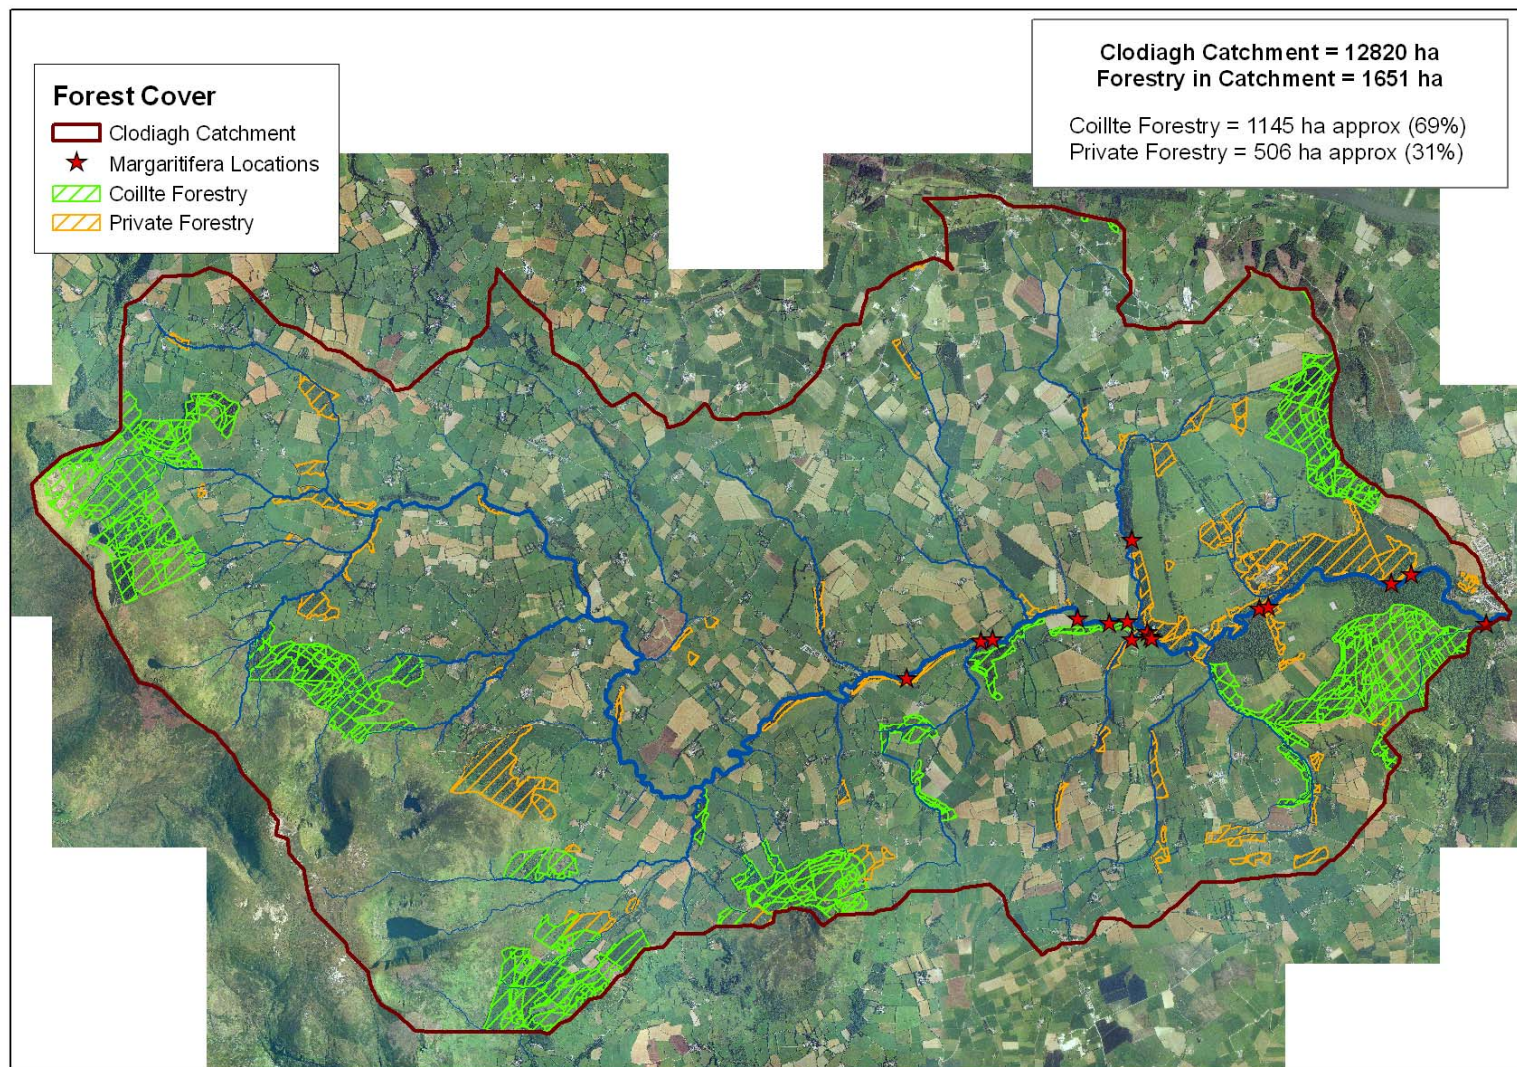 Forest Cover
Clodiagh Catchment
Margaritifera Locations
Coillte Forestry
Private Forestry
Clodiagh Catchment = 12820 ha
Forestry in Catchment = 1651 ha
Coillte Forestry = 1145 ha approx (69%)
Private Forestry = 506 ha approx (31%)